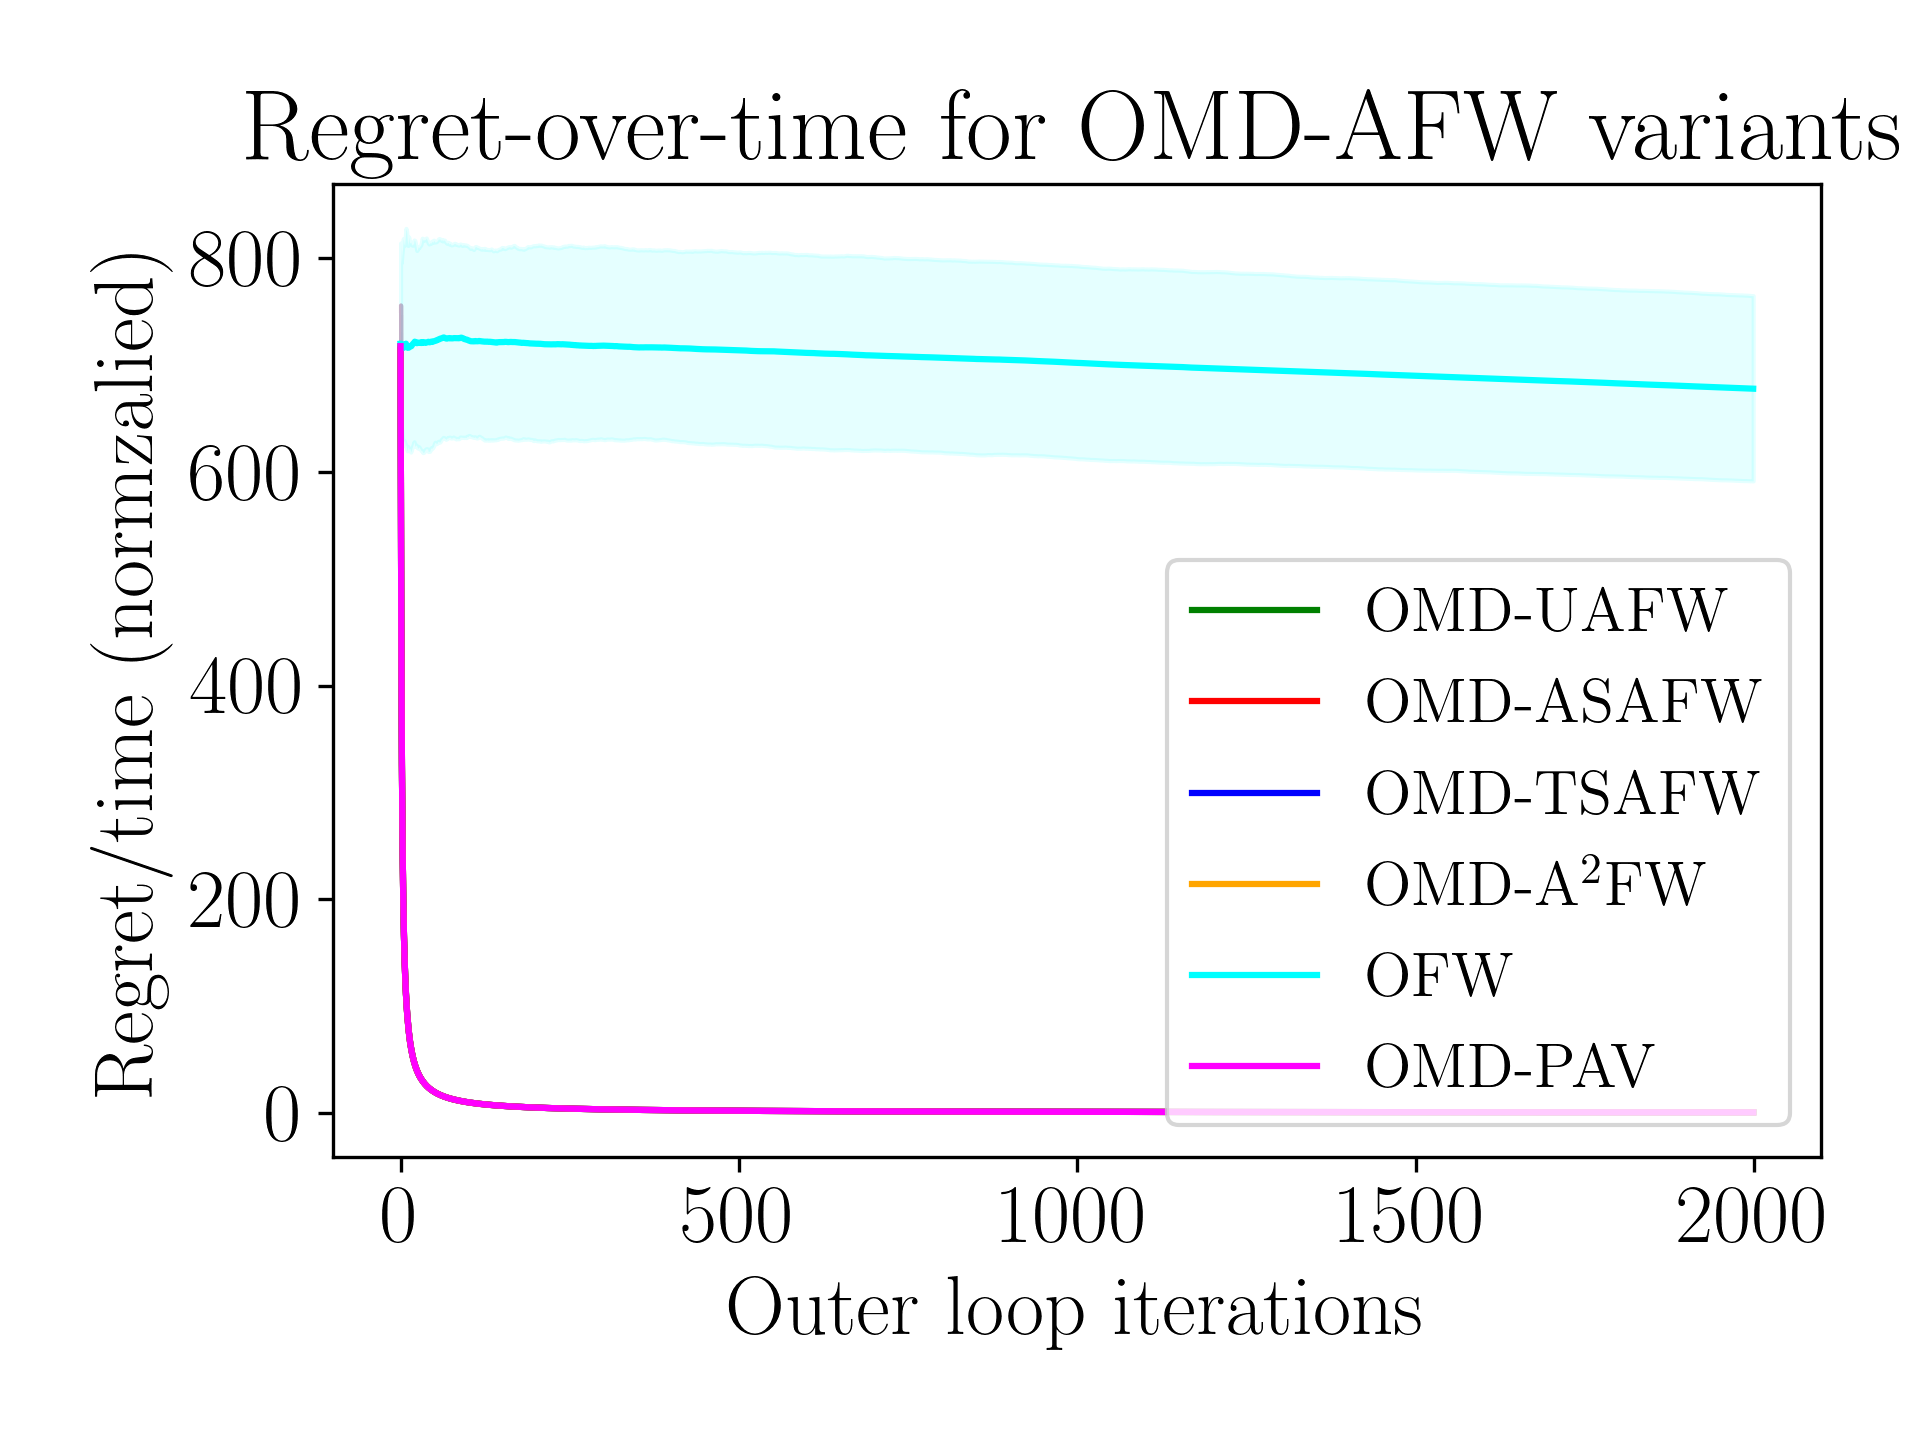 Regret-over-time for OMD-AFW variants
Regret/time (normzalied)
800
600
400
200
0
OMD-UAFW
OMD-ASAFW
OMD-TSAFW
OMD-A²FW
OFW
OMD-PAV
0 500 1000 1500 2000
Outer loop iterations